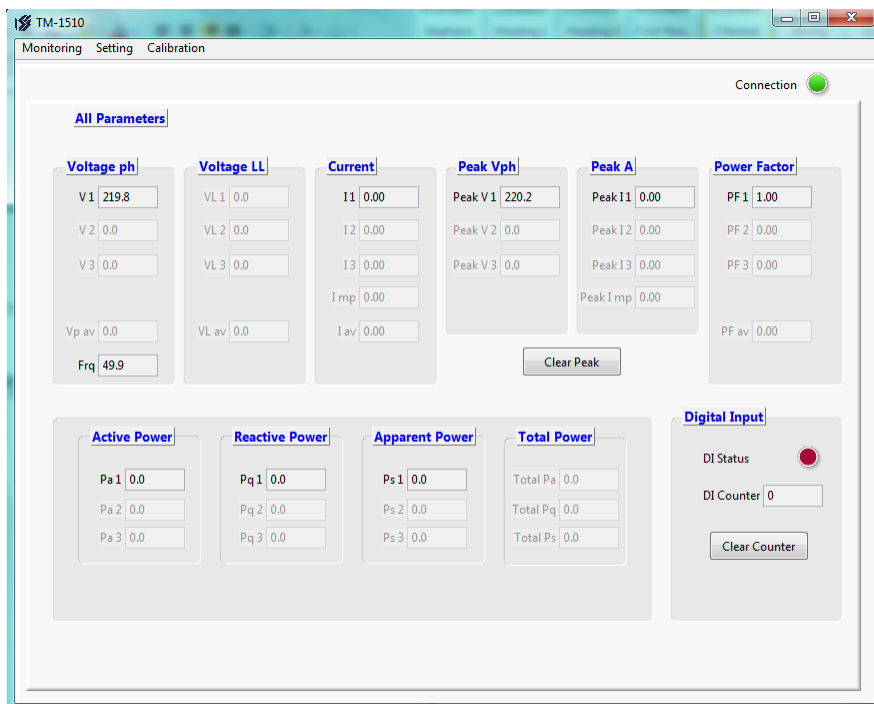 TM-1510
Monitoring Setting Calibration
Connection
All Parameters
Voltage ph Voltage LL Current Peak Vph Peak A Power Factor
V 1 219.8 VL 1 0.0 I 1 0.00 Peak V 1 220.2 Peak I 1 0.00 PF 1 1.00
V 2 0.0 VL 2 0.0 I 2 0.00 Peak V 2 0.0 Peak I 2 0.00 PF 2 0.00
V 3 0.0 VL 3 0.0 I 3 0.00 Peak V 3 0.0 Peak I 3 0.00 PF 3 0.00
I mp 0.00 Peak I mp 0.00
Vp av 0.0 VL av 0.0 I av 0.00 PF av 0.00
Frq 49.9 Clear Peak
Digital Input
Active Power Reactive Power Apparent Power Total Power
DI Status
Pa 1 0.0 Pq 1 0.0 Ps 1 0.0 Total Pa 0.0
DI Counter 0
Pa 2 0.0 Pq 2 0.0 Ps 2 0.0 Total Pq 0.0
Pa 3 0.0 Pq 3 0.0 Ps 3 0.0 Total Ps 0.0
Clear Counter